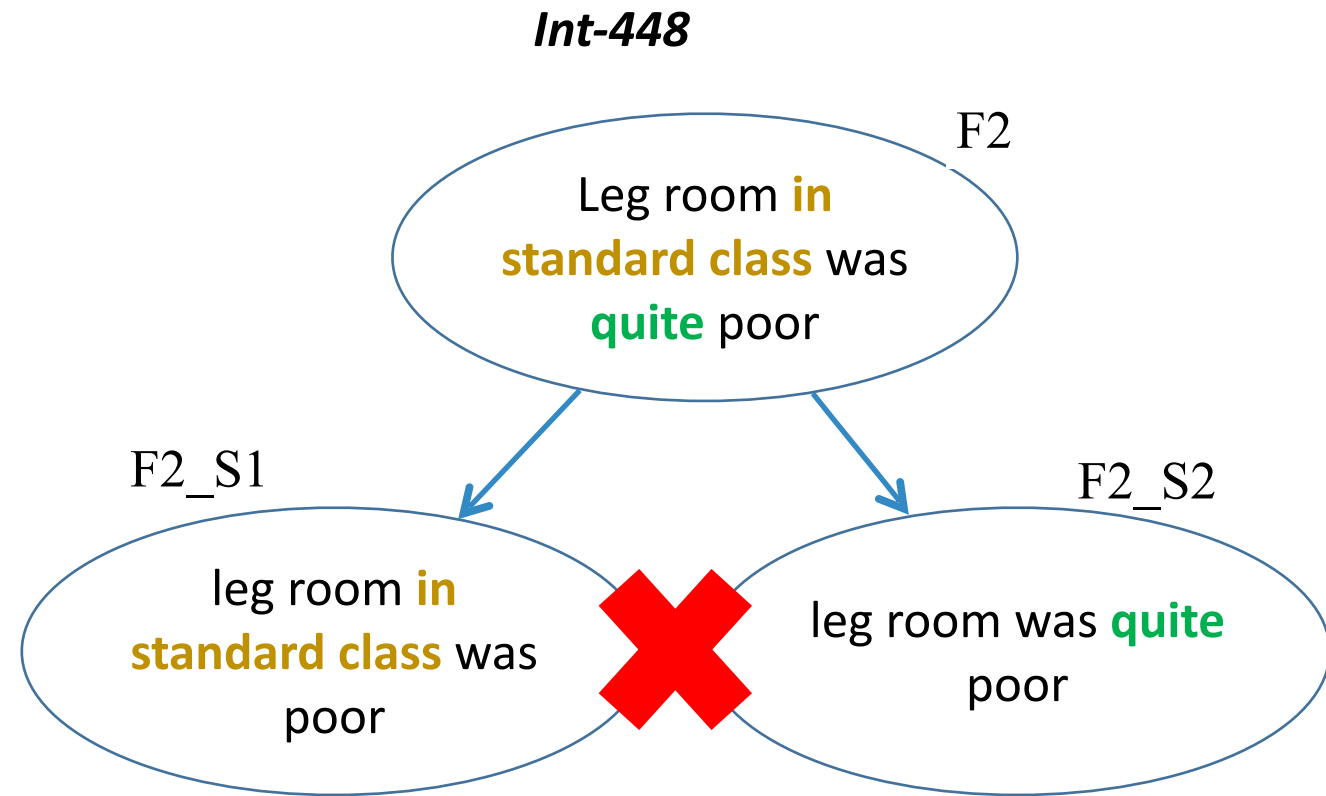 Int-448
F2
Leg room in
standard class was
quite poor
F2_S1
F2_S2
leg room in
standard class was
poor
leg room was quite
poor